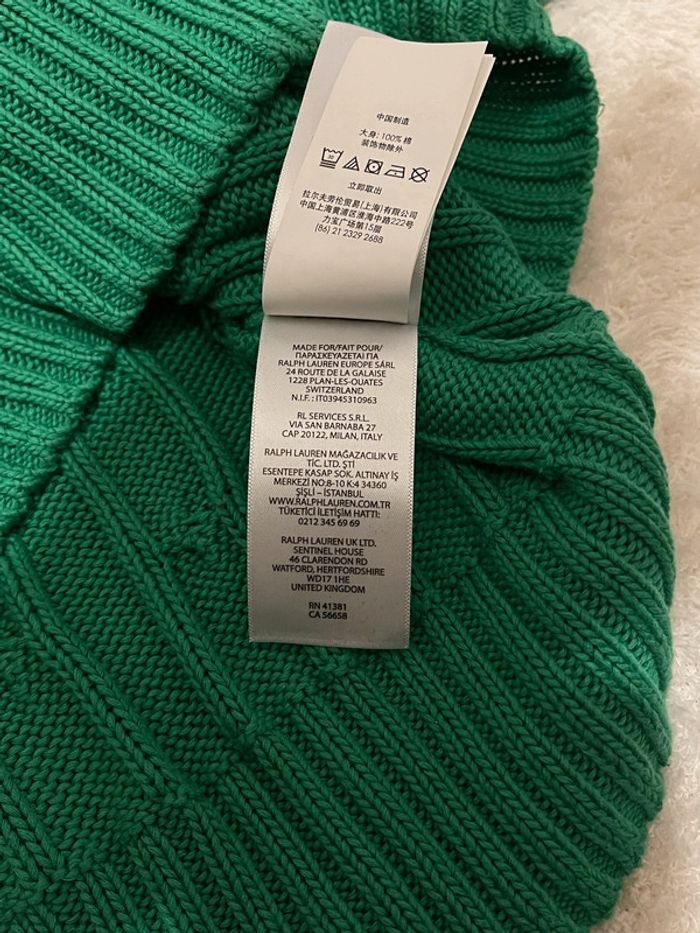 中国制造
大身: 100% 棉
装饰物除外
30
立即取出
拉尔夫劳伦贸易(上海)有限公司
中国上海黄浦区淮海中路222号
力宝广场第15层
(86) 21 2329 2688
MADE FOR/FAIT POUR/
ΠΑΡΑΣΚΕΥΑΖΕΤΑΙ ΓΙΑ
RALPH LAUREN EUROPE SÁRL
24 ROUTE DE LA GALAISE
1228 PLAN-LES-OUATES
SWITZERLAND
N.I.F. : IT03945310963
RL SERVICES S.R.L.
VIA SAN BARNABA 27
CAP 20122, MILAN, ITALY
RALPH LAUREN MAĞAZACILIK VE
TİC. LTD. ŞTİ
ESENTEPE KASAP SOK. ALTINAY İŞ
MERKEZİ NO:8-10 K:4 34360
ŞİŞLİ – İSTANBUL
WWW.RALPHLAUREN.COM.TR
TÜKETİCİ İLETİŞİM HATTI:
0212 345 69 69
RALPH LAUREN UK LTD.
SENTINEL HOUSE
46 CLARENDON RD
WATFORD, HERTFORDSHIRE
WD17 1HE
UNITED KINGDOM
RN 41381
CA 56658